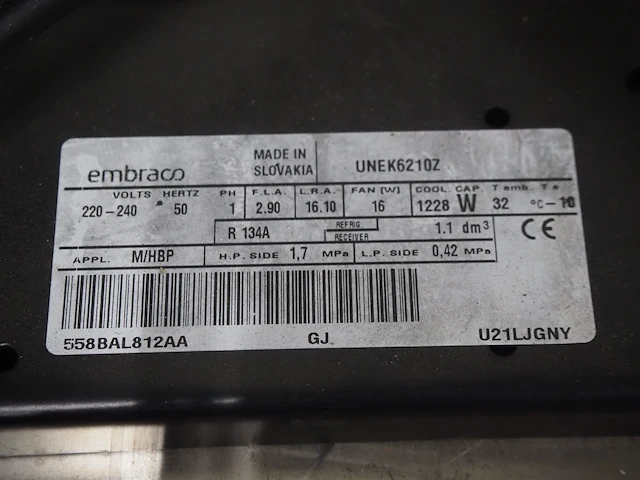 embraco MADE IN SLOVAKIA UNEK6210Z
VOLTS HERTZ PH F.L.A. L.R.A. FAN [W] COOL. CAP. T amb. T e
220-240 50 1 2.90 16.10 16 1228 W 32 °C-10
R 134A REFRIG RECEIVER 1.1 dm3 CE
APPL. M/HBP H.P. SIDE 1,7 MPa L.P. SIDE 0,42 MPa
558BAL812AA GJ U21LJGNY